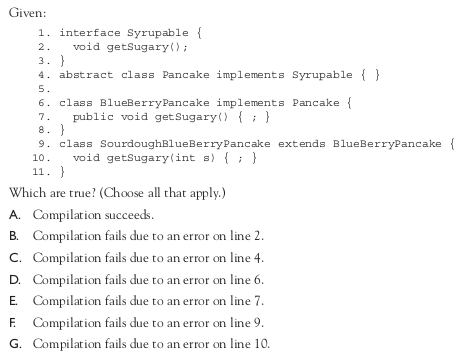 Given:
1. interface Syrupable {
2.   void getSugary();
3. }
4. abstract class Pancake implements Syrupable { }
5.
6. class BlueBerryPancake implements Pancake {
7.   public void getSugary() { ; }
8. }
9. class SourdoughBlueBerryPancake extends BlueBerryPancake {
10.   void getSugary(int s) { ; }
11. }
Which are true? (Choose all that apply.)
A. Compilation succeeds.
B. Compilation fails due to an error on line 2.
C. Compilation fails due to an error on line 4.
D. Compilation fails due to an error on line 6.
E. Compilation fails due to an error on line 7.
F. Compilation fails due to an error on line 9.
G. Compilation fails due to an error on line 10.